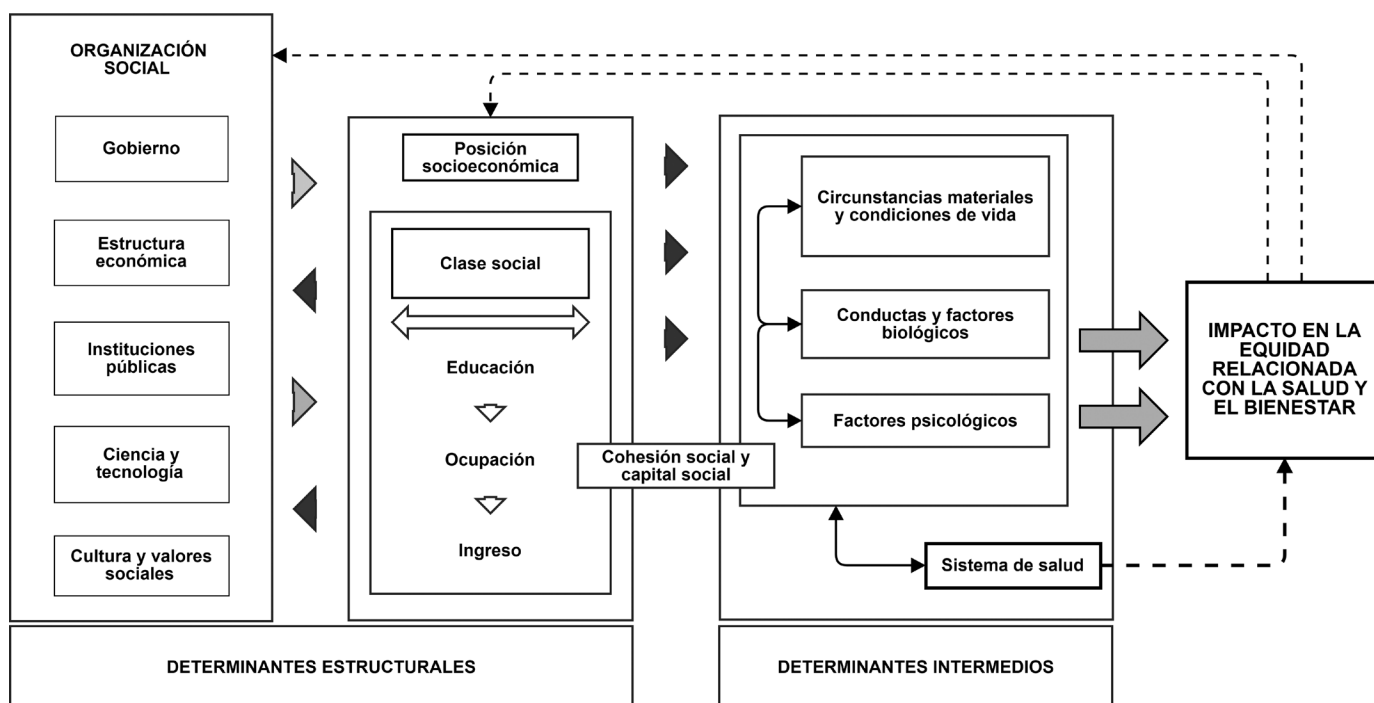 ORGANIZACIÓN
SOCIAL
Gobierno
Estructura
económica
Instituciones
públicas
Ciencia y
tecnología
Cultura y valores
sociales
Posición
socioeconómica
Clase social
Educación
Ocupación
Ingreso
Cohesión social y
capital social
Circunstancias materiales
y condiciones de vida
Conductas y factores
biológicos
Factores psicológicos
Sistema de salud
IMPACTO EN LA
EQUIDAD
RELACIONADA
CON LA SALUD Y
EL BIENESTAR
DETERMINANTES ESTRUCTURALES
DETERMINANTES INTERMEDIOS